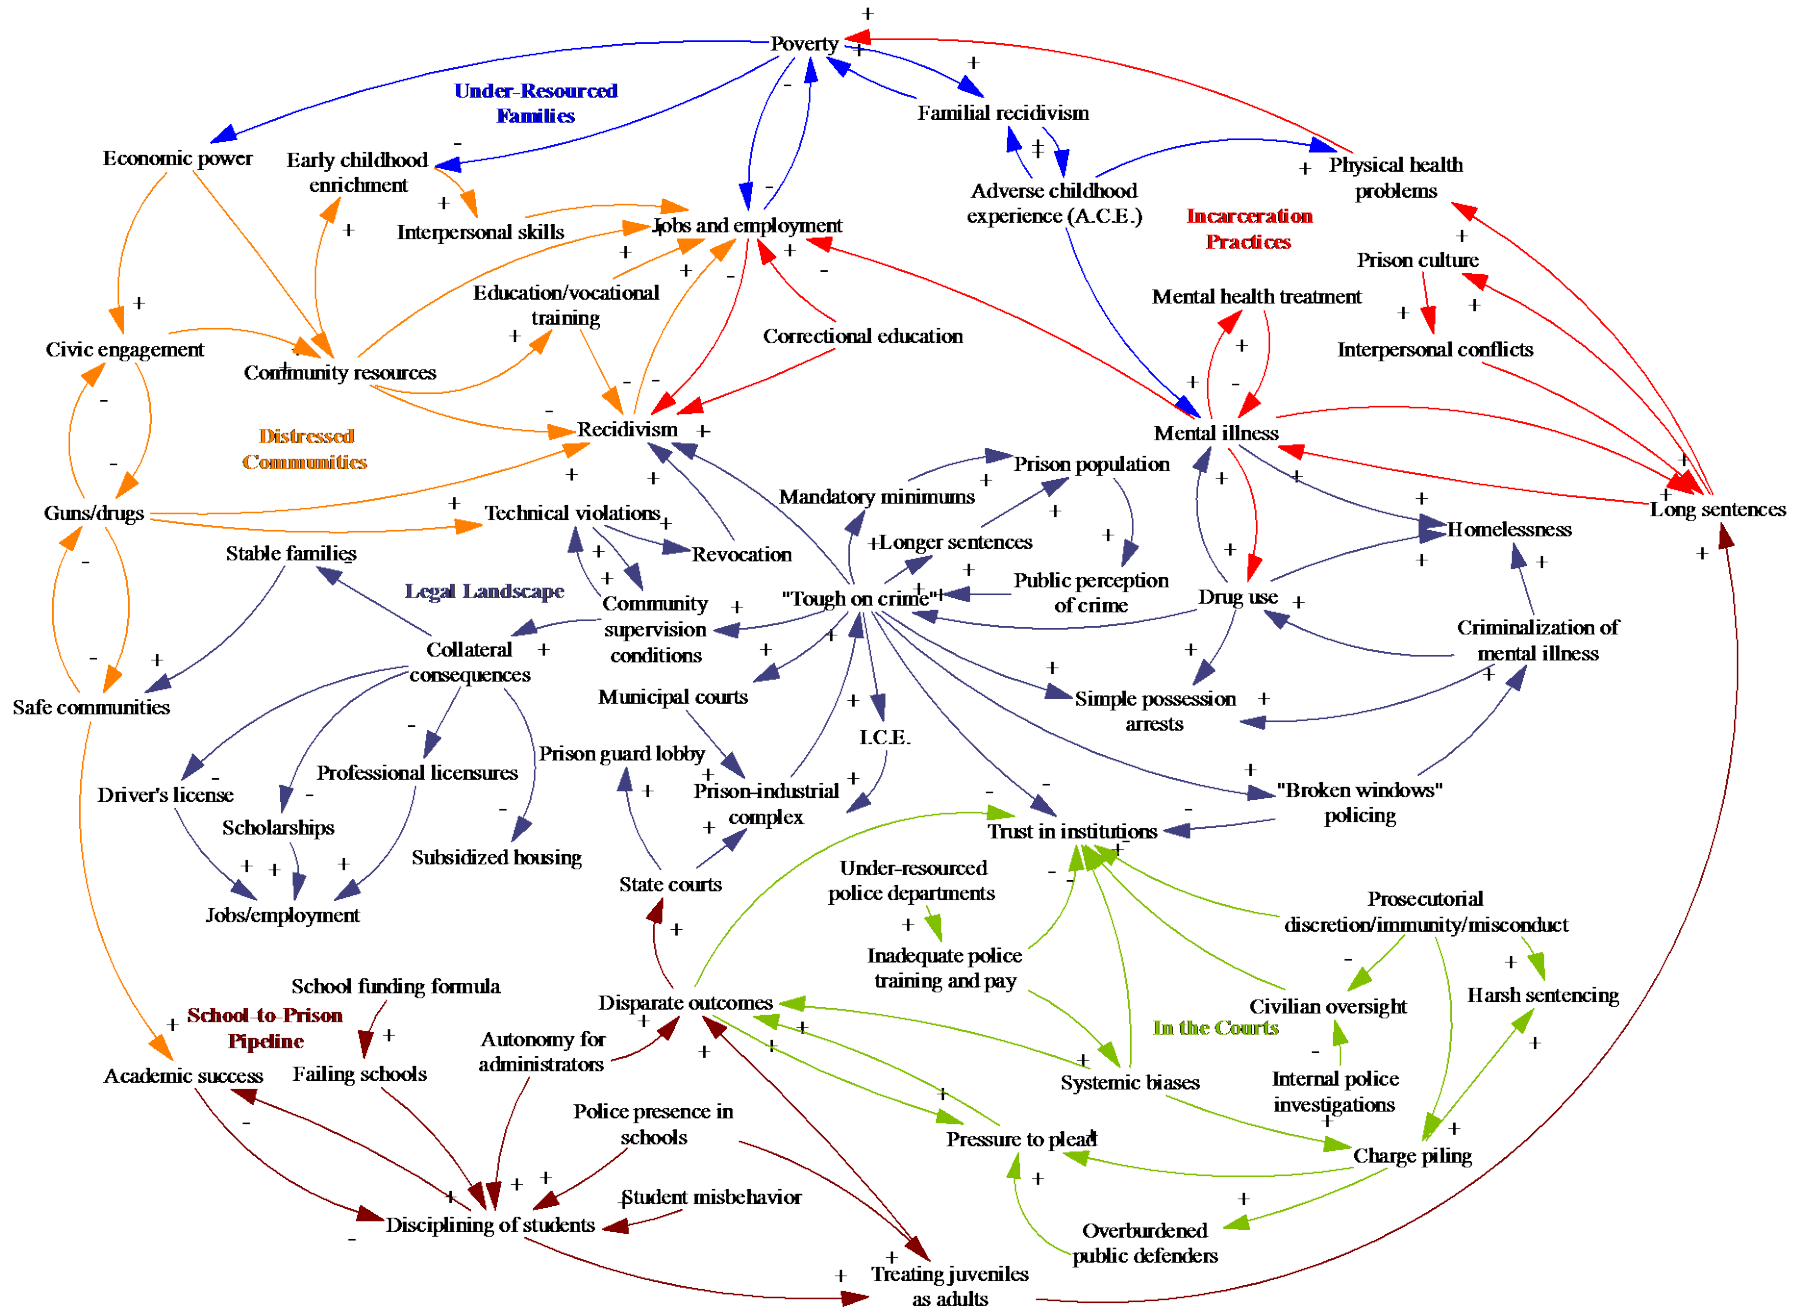 Poverty
Under-Resourced
Families
Familial recidivism
Economic power
Early childhood
enrichment
Physical health
problems
Adverse childhood
experience (A.C.E.)
Interpersonal skills
Jobs and employment
Incarceration
Practices
Prison culture
Education/vocational
training
Mental health treatment
Correctional education
Civic engagement
Community resources
Interpersonal conflicts
Distressed
Communities
Recidivism
Mental illness
Prison population
Mandatory minimums
Guns/drugs
Technical violations
Long sentences
Homelessness
Stable families
Revocation
Longer sentences
Public perception
of crime
Legal Landscape
"Tough on crime"
Drug use
Community
supervision
conditions
Criminalization of
mental illness
Collateral
consequences
Safe communities
Municipal courts
Simple possession
arrests
I.C.E.
Prison guard lobby
Professional licensures
Driver's license
Prison-industrial
complex
"Broken windows"
policing
Scholarships
Trust in institutions
Subsidized housing
Under-resourced
police departments
State courts
Jobs/employment
Prosecutorial
discretion/immunity/misconduct
Inadequate police
training and pay
School funding formula
Disparate outcomes
Civilian oversight
Harsh sentencing
School-to-Prison
Pipeline
In the Courts
Autonomy for
administrators
Academic success
Failing schools
Systemic biases
Internal police
investigations
Police presence in
schools
Pressure to plead
Charge piling
Student misbehavior
Disciplining of students
Overburdened
public defenders
Treating juveniles
as adults